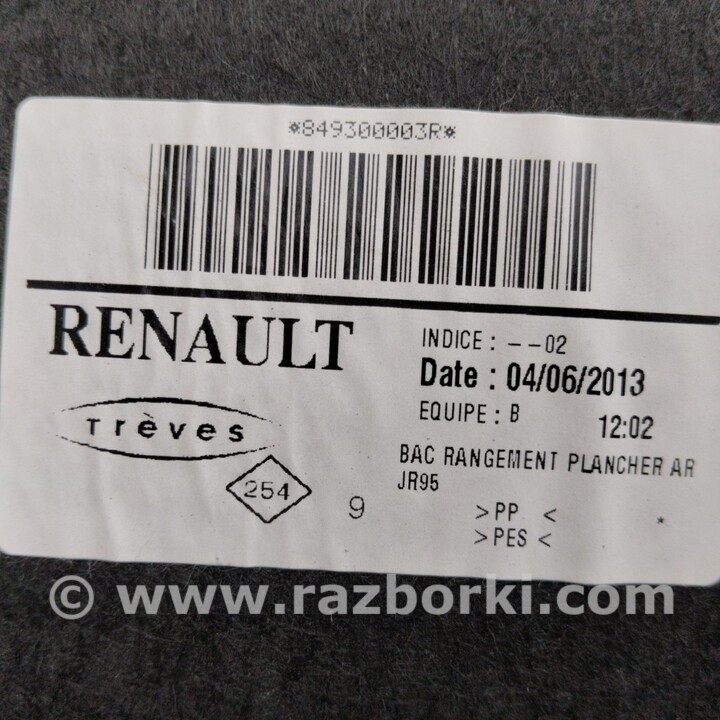 *849300003R*
RENAULT
INDICE : --02
Date : 04/06/2013
EQUIPE : B 12:02
Trèves
BAC RANGEMENT PLANCHER AR
JR95
254
9
>PP <
*
>PES <
© www.razborki.com